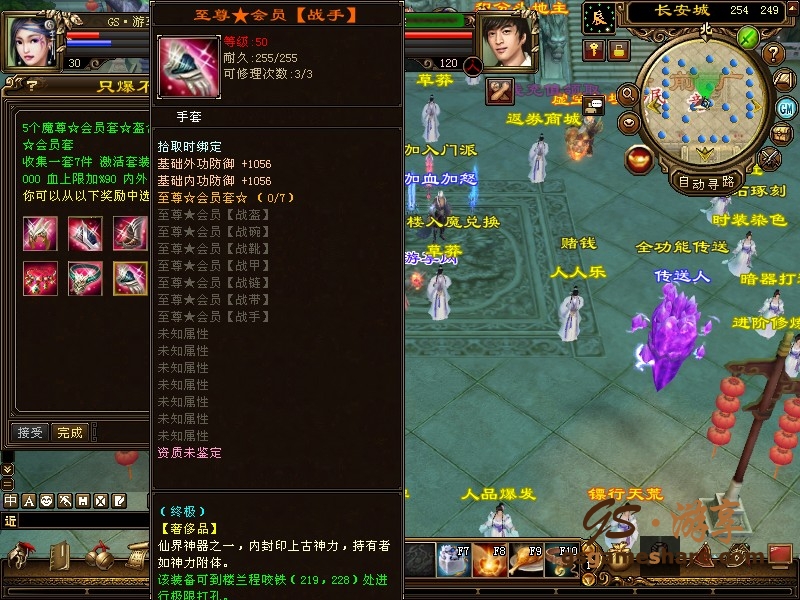 GS·游
30
只爆
5个魔尊☆会员套☆盔
☆会员套
收集一套7件 激活套装
000 血上限加%90 内外
你可以从以下奖励中选
接受
完成
近
至尊★会员【战手】
等级:50
耐久:255/255
可修理次数:3/3
手套
拾取时绑定
基础外功防御 +1056
基础内功防御 +1056
至尊☆会员套☆（0/7）
至尊☆会员【战盔】
至尊☆会员【战碗】
至尊☆会员【战靴】
至尊☆会员【战甲】
至尊☆会员【战链】
至尊☆会员【战带】
至尊☆会员【战手】
未知属性
未知属性
未知属性
未知属性
未知属性
未知属性
未知属性
资质未鉴定
（终极）
【奢侈品】
仙界神器之一，内封印上古神力，持有者
如神力附体。
该装备可到楼兰程咬铁（219，228）处进
行极限打孔。
120
草莽
返券商城
加入门派
加血加怒
楼入魔兑换
草莽
赌钱
人人乐
全功能传送
传送人
石琢刻
时装染色
暗器打
进阶修炼
人品爆发
镖行天荒
长安城
254 249
北
辰
GM
自动寻路
F7
F8
F9
F10
GS·游享